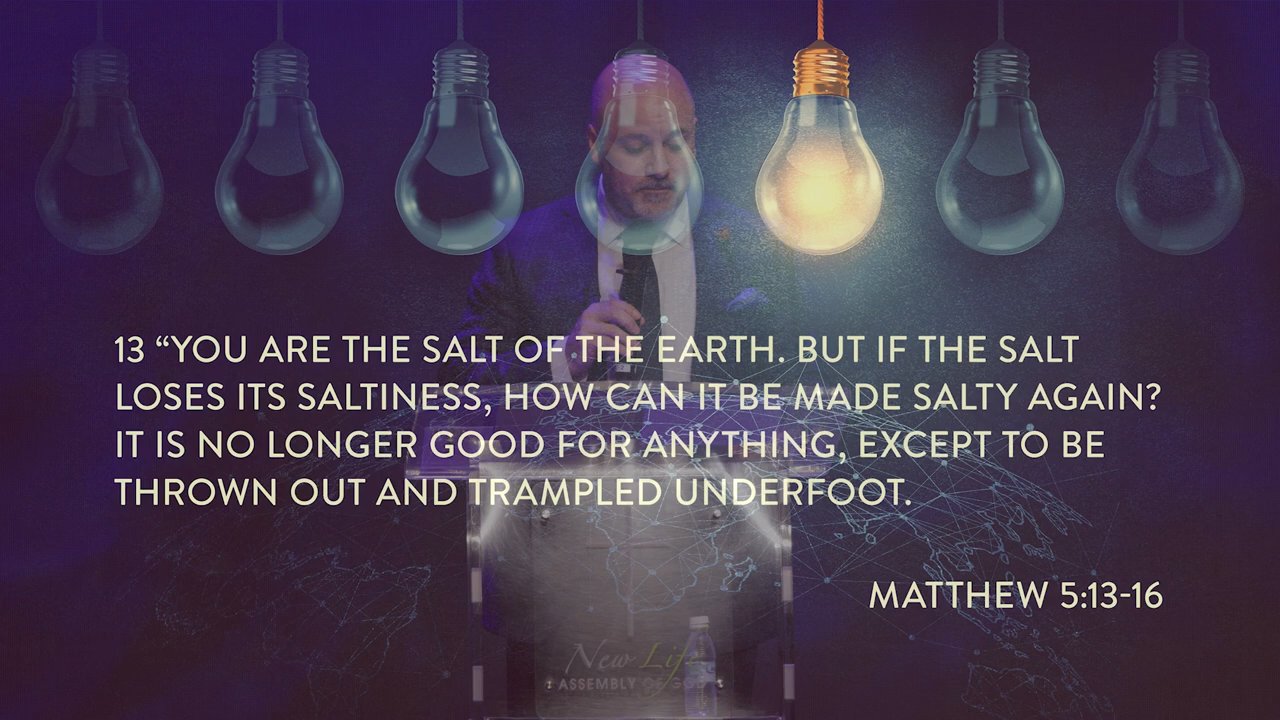 13 “YOU ARE THE SALT OF THE EARTH. BUT IF THE SALT
LOSES ITS SALTINESS, HOW CAN IT BE MADE SALTY AGAIN?
IT IS NO LONGER GOOD FOR ANYTHING, EXCEPT TO BE
THROWN OUT AND TRAMPLED UNDERFOOT.
MATTHEW 5:13-16
New Life
ASSEMBLY OF GOD